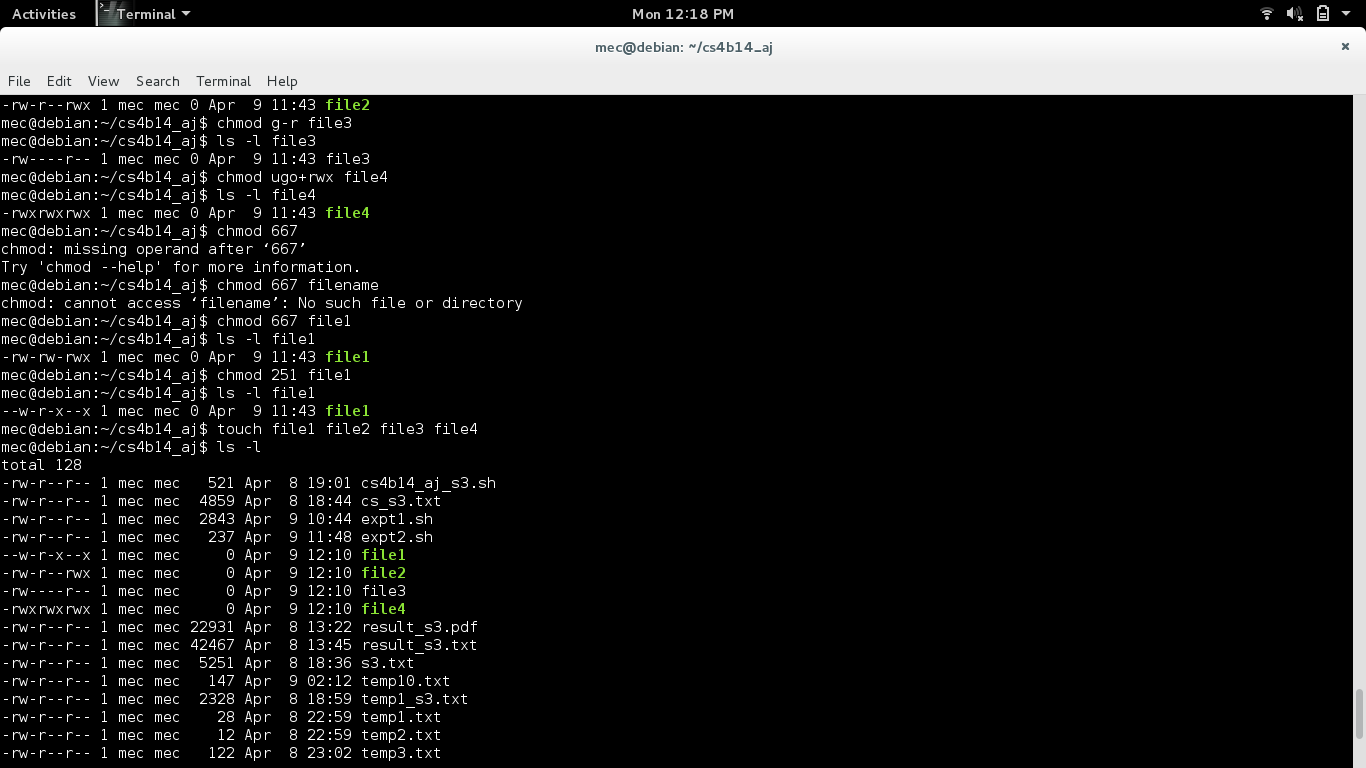 Activities Terminal Mon 12:18 PM
mec@debian: ~/cs4b14_aj ×
File Edit View Search Terminal Help
-rw-r--rwx 1 mec mec 0 Apr  9 11:43 file2
mec@debian:~/cs4b14_aj$ chmod g-r file3
mec@debian:~/cs4b14_aj$ ls -l file3
-rw----r-- 1 mec mec 0 Apr  9 11:43 file3
mec@debian:~/cs4b14_aj$ chmod ugo+rwx file4
mec@debian:~/cs4b14_aj$ ls -l file4
-rwxrwxrwx 1 mec mec 0 Apr  9 11:43 file4
mec@debian:~/cs4b14_aj$ chmod 667
chmod: missing operand after ‘667’
Try 'chmod --help' for more information.
mec@debian:~/cs4b14_aj$ chmod 667 filename
chmod: cannot access ‘filename’: No such file or directory
mec@debian:~/cs4b14_aj$ chmod 667 file1
mec@debian:~/cs4b14_aj$ ls -l file1
-rw-rw-rwx 1 mec mec 0 Apr  9 11:43 file1
mec@debian:~/cs4b14_aj$ chmod 251 file1
mec@debian:~/cs4b14_aj$ ls -l file1
--w-r-x--x 1 mec mec 0 Apr  9 11:43 file1
mec@debian:~/cs4b14_aj$ touch file1 file2 file3 file4
mec@debian:~/cs4b14_aj$ ls -l
total 128
-rw-r--r-- 1 mec mec   521 Apr  8 19:01 cs4b14_aj_s3.sh
-rw-r--r-- 1 mec mec  4859 Apr  8 18:44 cs_s3.txt
-rw-r--r-- 1 mec mec  2843 Apr  9 10:44 expt1.sh
-rw-r--r-- 1 mec mec   237 Apr  9 11:48 expt2.sh
--w-r-x--x 1 mec mec     0 Apr  9 12:10 file1
-rw-r--rwx 1 mec mec     0 Apr  9 12:10 file2
-rw----r-- 1 mec mec     0 Apr  9 12:10 file3
-rwxrwxrwx 1 mec mec     0 Apr  9 12:10 file4
-rw-r--r-- 1 mec mec 22931 Apr  8 13:22 result_s3.pdf
-rw-r--r-- 1 mec mec 42467 Apr  8 13:45 result_s3.txt
-rw-r--r-- 1 mec mec  5251 Apr  8 18:36 s3.txt
-rw-r--r-- 1 mec mec   147 Apr  9 02:12 temp10.txt
-rw-r--r-- 1 mec mec  2328 Apr  8 18:59 temp1_s3.txt
-rw-r--r-- 1 mec mec    28 Apr  8 22:59 temp1.txt
-rw-r--r-- 1 mec mec    12 Apr  8 22:59 temp2.txt
-rw-r--r-- 1 mec mec   122 Apr  8 23:02 temp3.txt